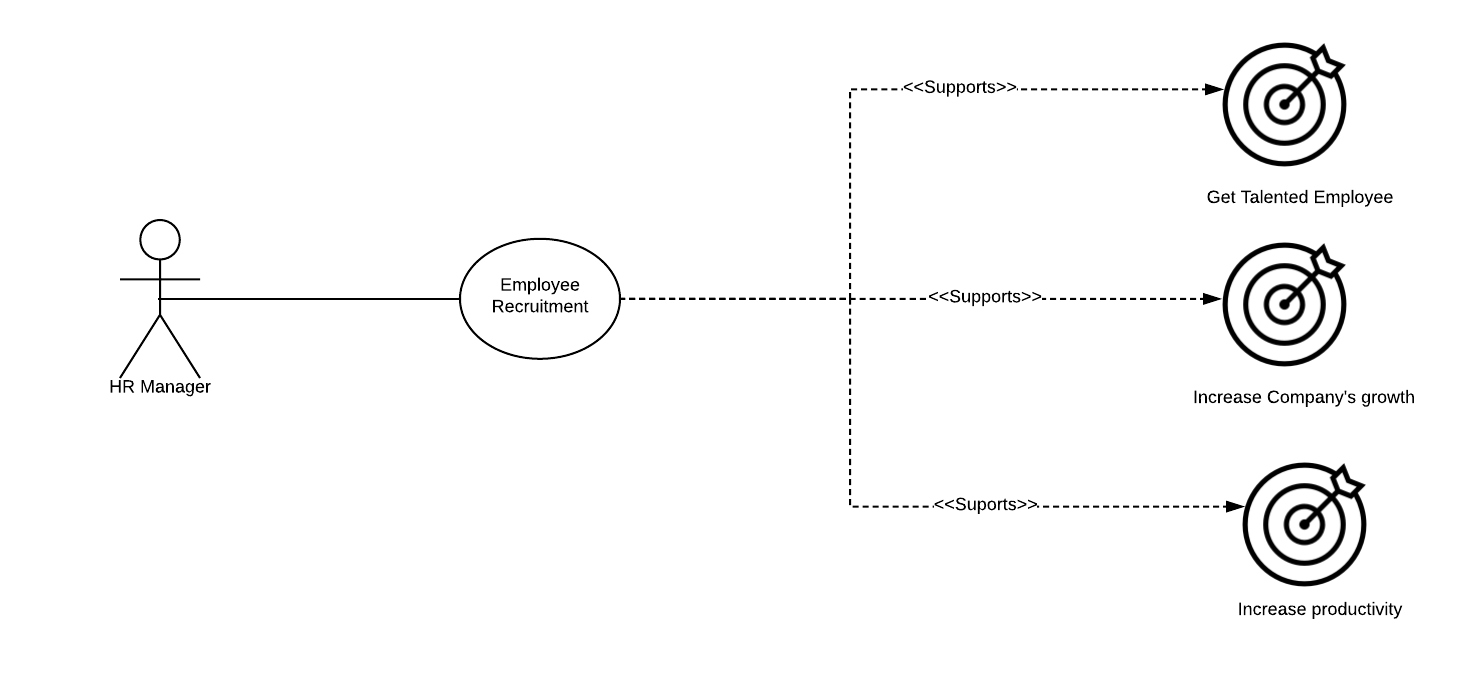 <<Supports>>
Get Talented Employee
Employee
Recruitment
<<Supports>>
HR Manager
Increase Company's growth
<<Suports>>
Increase productivity